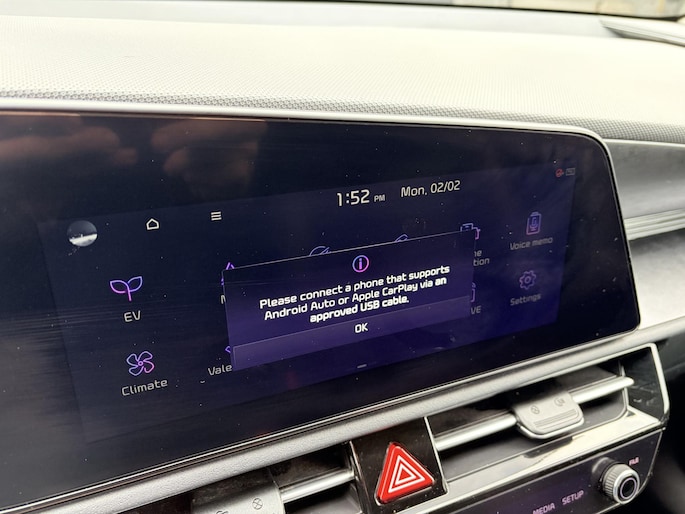 1:52 PM Mon, 02/02
EV
Voice memo
Please connect a phone that supports
Android Auto or Apple CarPlay via an
approved USB cable.
OK
Settings
Climate
Vale
MEDIA SETUP